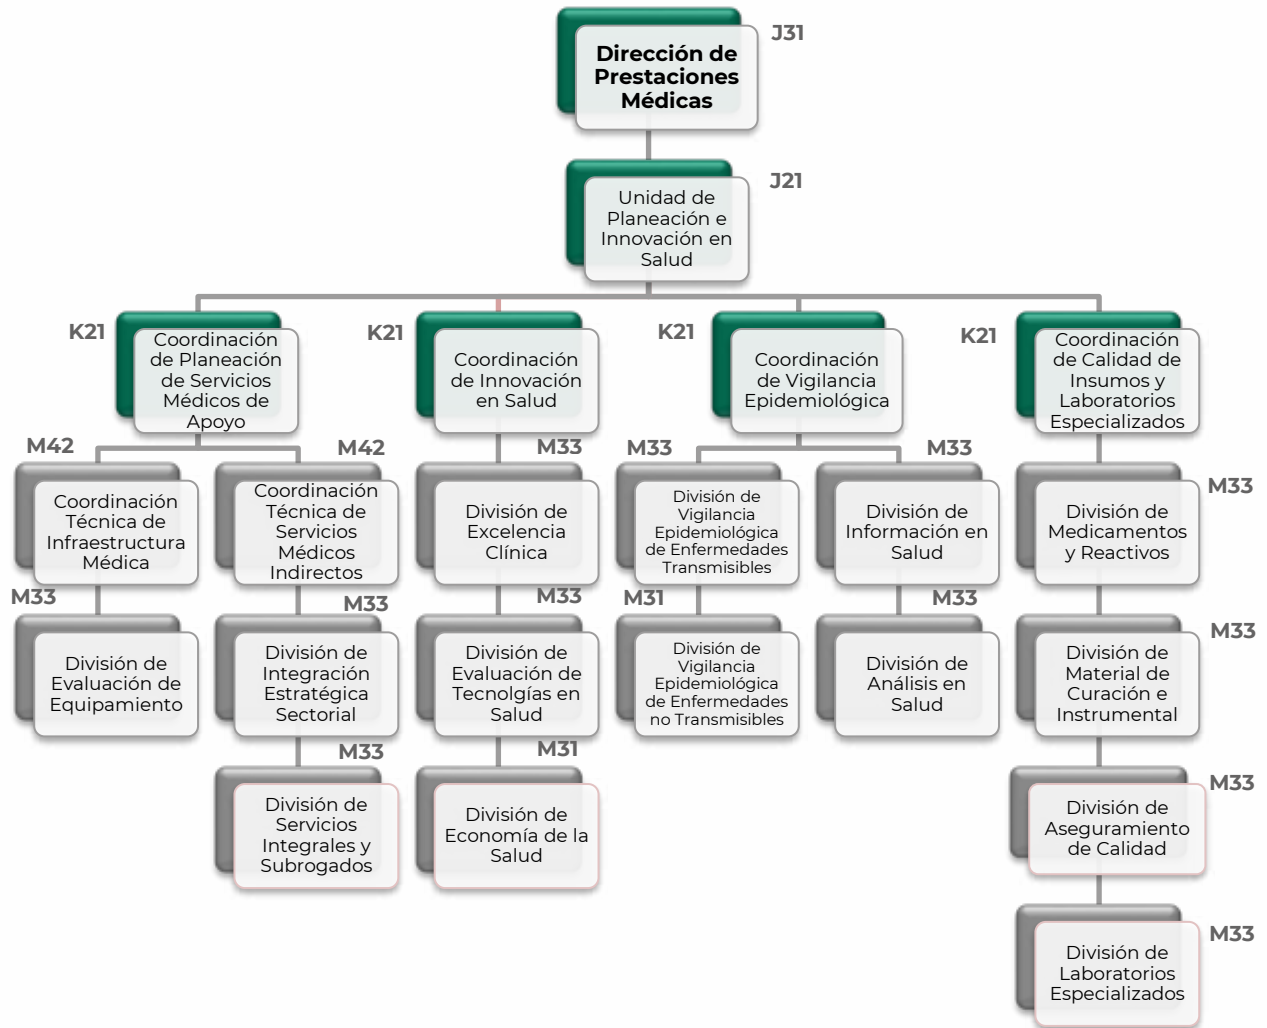 J31
Dirección de
Prestaciones
Médicas
J21
Unidad de
Planeación e
Innovación en
Salud
K21
Coordinación
de Planeación
de Servicios
Médicos de
Apoyo
K21
Coordinación
de Innovación
en Salud
K21
Coordinación
de Vigilancia
Epidemiológica
K21
Coordinación
de Calidad de
Insumos y
Laboratorios
Especializados
M42
Coordinación
Técnica de
Infraestructura
Médica
M42
Coordinación
Técnica de
Servicios
Médicos
Indirectos
M33
División de
Excelencia
Clínica
M33
División de
Vigilancia
Epidemiológica
de Enfermedades
Transmisibles
M33
División de
Información en
Salud
M33
División de
Medicamentos
y Reactivos
M33
División de
Evaluación de
Equipamiento
M33
División de
Integración
Estratégica
Sectorial
M33
División de
Evaluación de
Tecnolgías en
Salud
M31
División de
Vigilancia
Epidemiológica
de Enfermedades
no Transmisibles
M33
División de
Análisis en
Salud
M33
División de
Material de
Curación e
Instrumental
M33
División de
Servicios
Integrales y
Subrogados
M31
División de
Economía de la
Salud
M33
División de
Aseguramiento
de Calidad
M33
División de
Laboratorios
Especializados